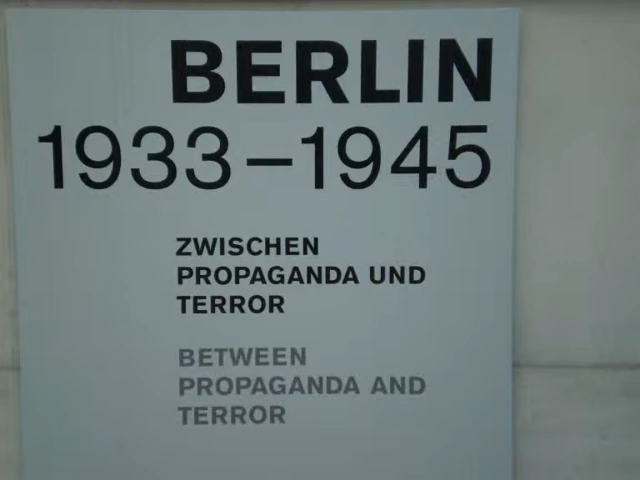 BERLIN
1933–1945
ZWISCHEN
PROPAGANDA UND
TERROR
BETWEEN
PROPAGANDA AND
TERROR